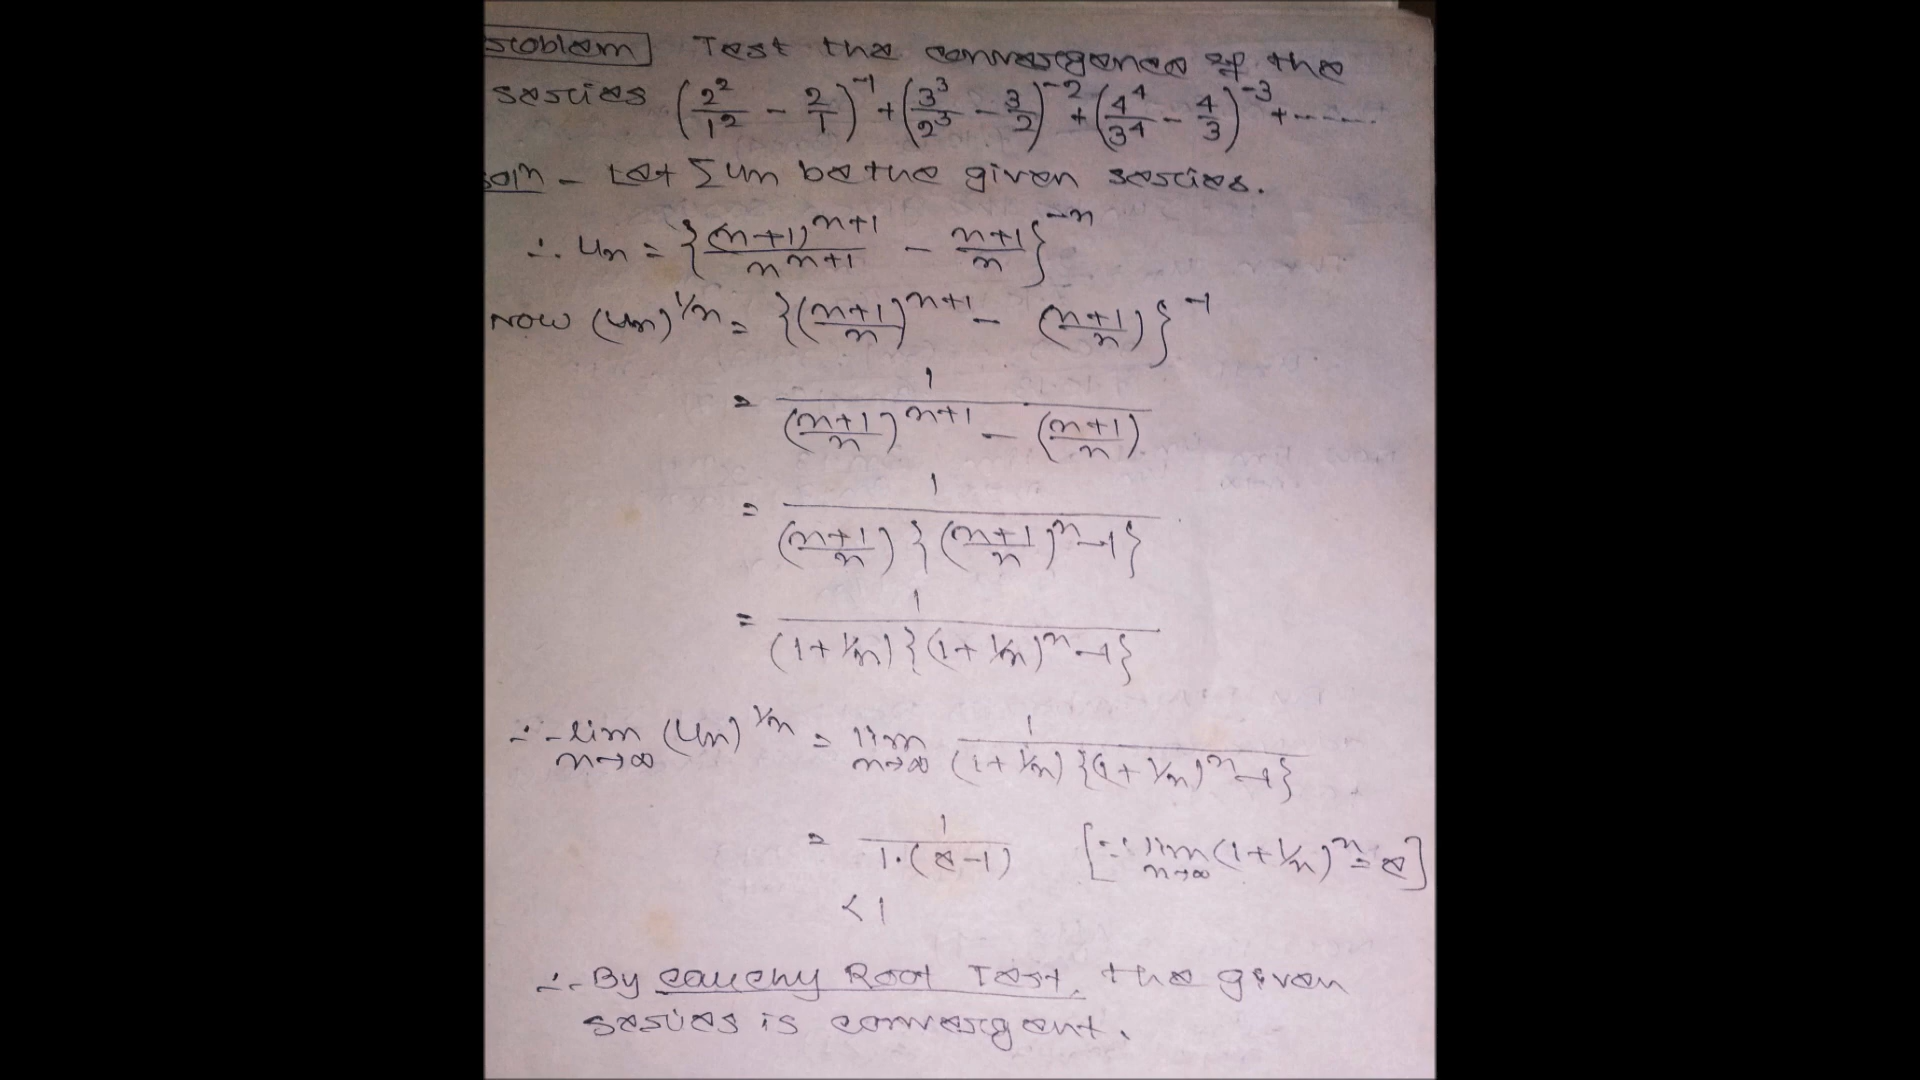 Problem] Test the convergence of the
series (2²/1² - 2/1)⁻¹ + (3³/2³ - 3/2)⁻² + (4⁴/3⁴ - 4/3)⁻³ + ......
Soln - Let Σun be the given series.
∴ un = {(n+1)^(n+1)/n^(n+1) - (n+1)/n}^(-n)
Now (un)^(1/n) = {((n+1)/n)^(n+1) - ((n+1)/n)}^(-1)
= 1/(((n+1)/n)^(n+1) - ((n+1)/n))
= 1/(((n+1)/n){((n+1)/n)^n - 1})
= 1/((1+1/n){(1+1/n)^n - 1})
∴ lim n→∞ (un)^(1/n) = lim n→∞ 1/((1+1/n){(1+1/n)^n - 1})
= 1/(1·(e-1)) [∵ lim n→∞ (1+1/n)^n = e]
< 1
∴ By Cauchy Root Test, the given
series is convergent.